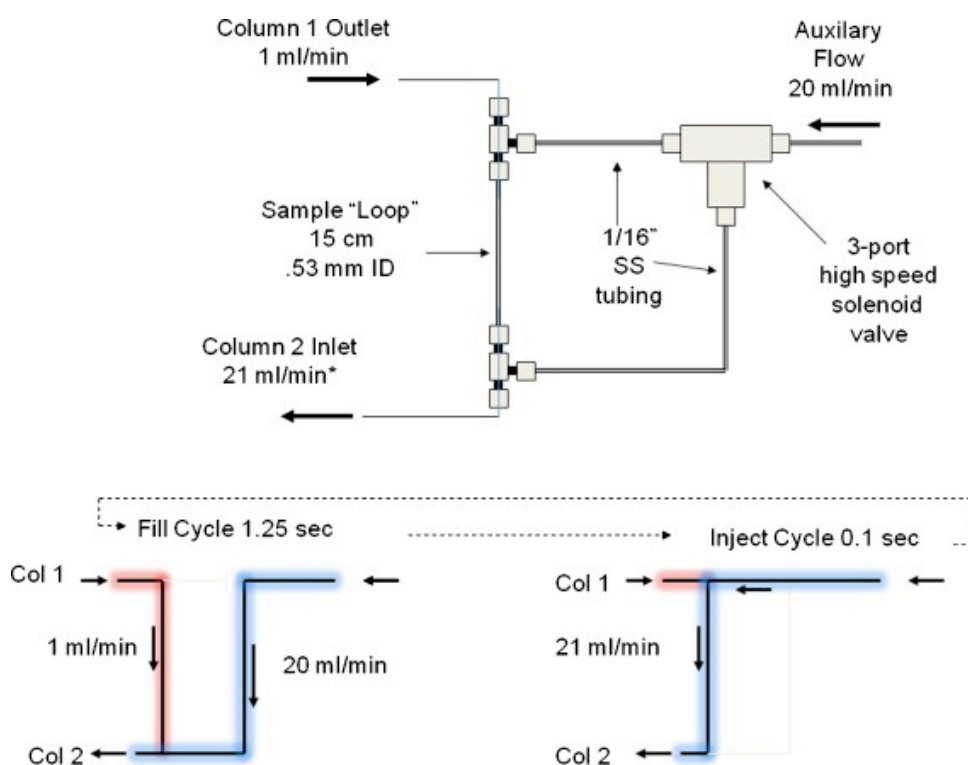 Column 1 Outlet
1 ml/min
Auxilary
Flow
20 ml/min
Sample “Loop”
15 cm
.53 mm ID
1/16”
SS
tubing
3-port
high speed
solenoid
valve
Column 2 Inlet
21 ml/min*
Fill Cycle 1.25 sec
Inject Cycle 0.1 sec
Col 1
1 ml/min
20 ml/min
Col 2
Col 1
21 ml/min
Col 2